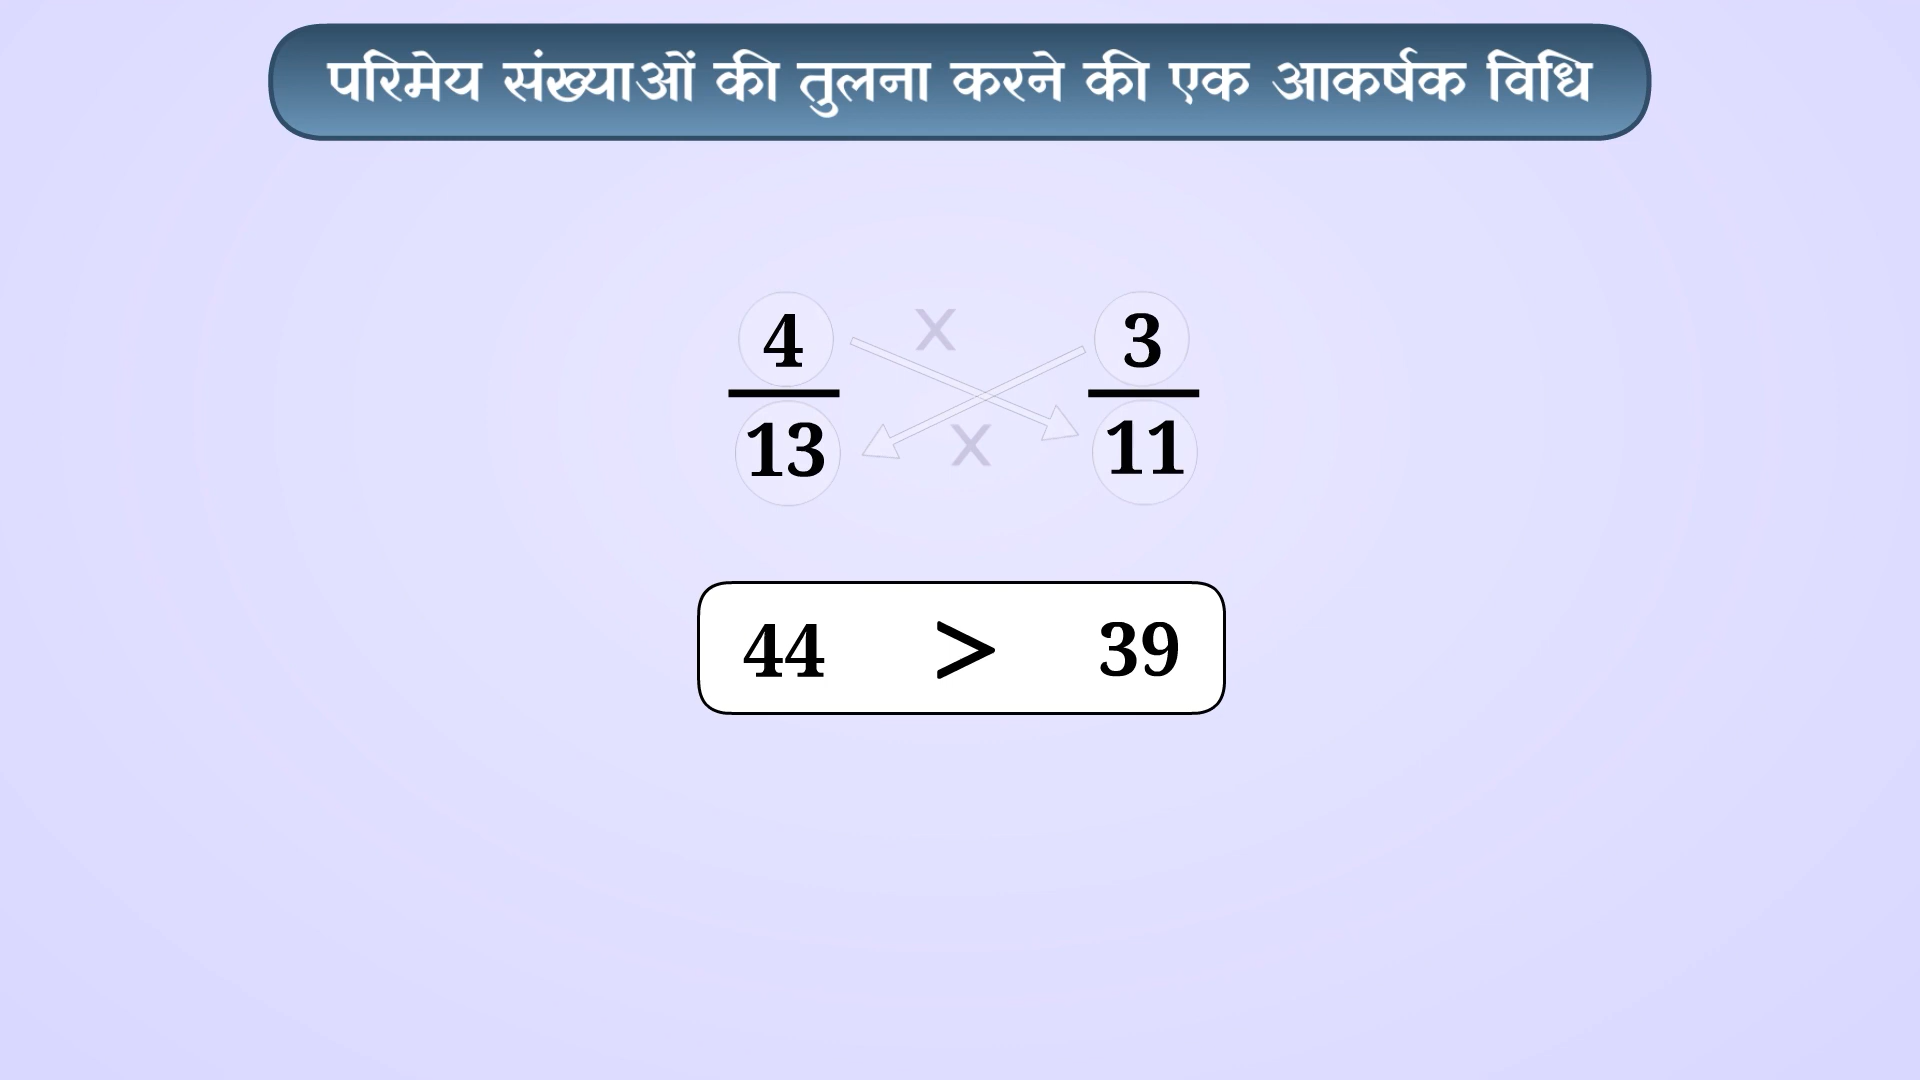 परिमेय संख्याओं की तुलना करने की एक आकर्षक विधि
4 x 3
13 x 11
44 > 39